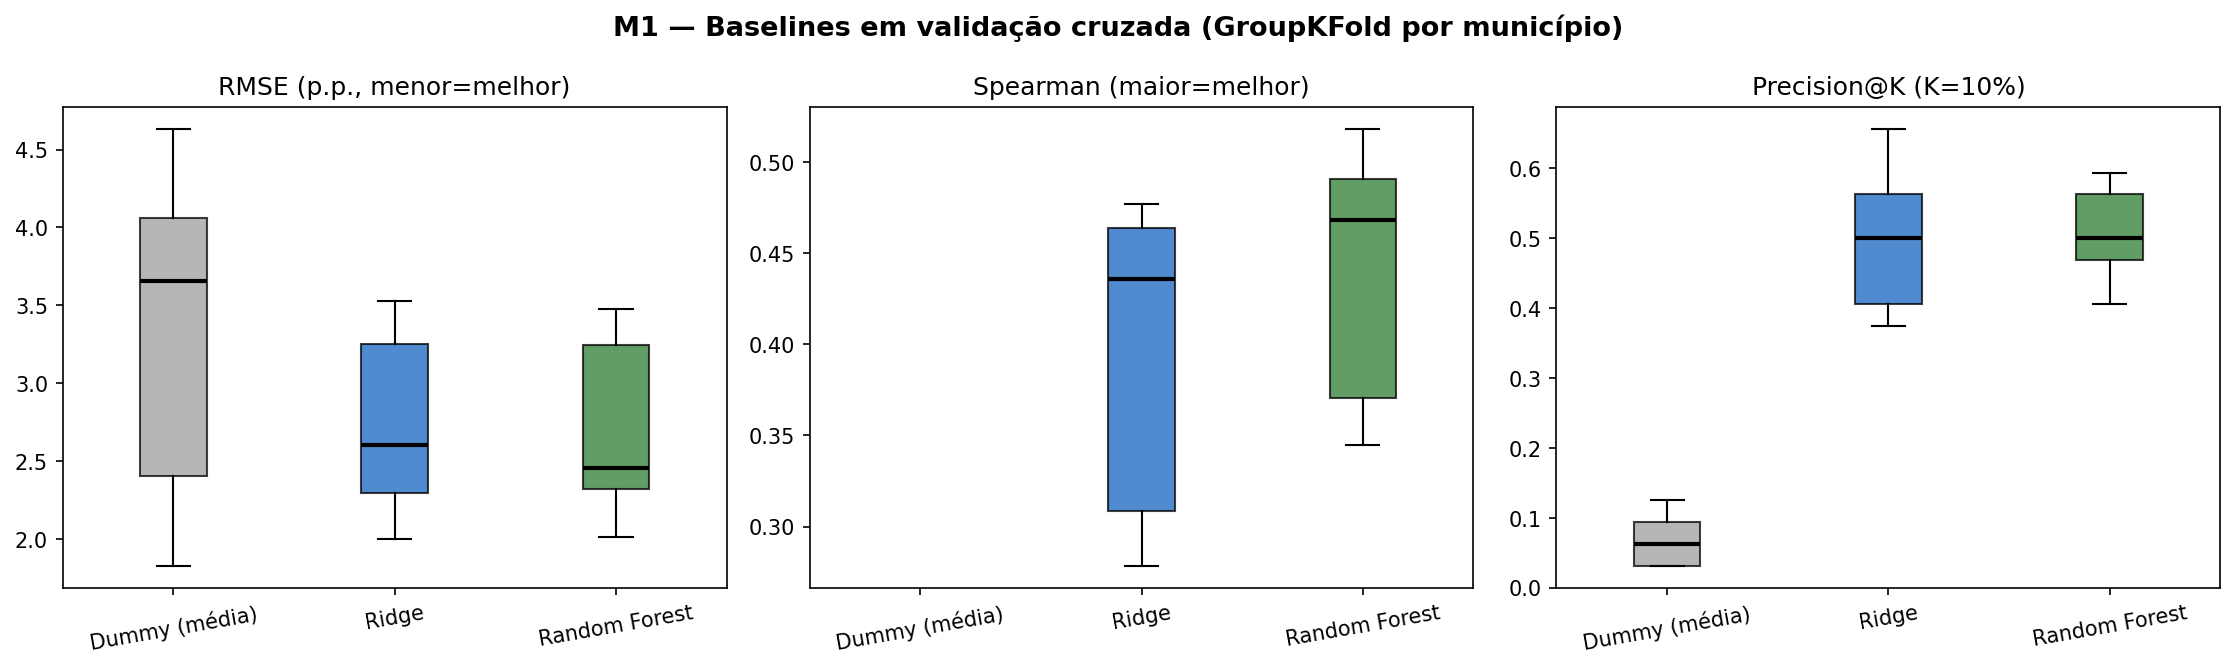 M1 — Baselines em validação cruzada (GroupKFold por município)
RMSE (p.p., menor=melhor)
4.5
4.0
3.5
3.0
2.5
2.0
Dummy (média)
Ridge
Random Forest
Spearman (maior=melhor)
0.50
0.45
0.40
0.35
0.30
Dummy (média)
Ridge
Random Forest
Precision@K (K=10%)
0.6
0.5
0.4
0.3
0.2
0.1
0.0
Dummy (média)
Ridge
Random Forest